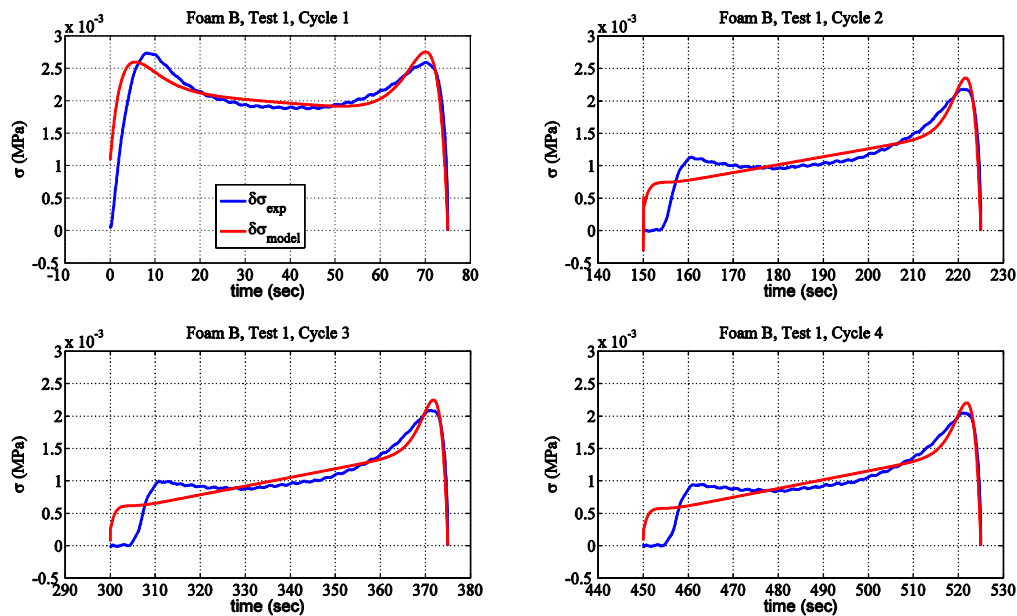 Foam B, Test 1, Cycle 1
x 10⁻³
3
2.5
2
1.5
1
0.5
0
-0.5
σ (MPa)
-10 0 10 20 30 40 50 60 70 80
time (sec)
δσexp
δσmodel
Foam B, Test 1, Cycle 2
x 10⁻³
3
2.5
2
1.5
1
0.5
0
-0.5
σ (MPa)
140 150 160 170 180 190 200 210 220 230
time (sec)
Foam B, Test 1, Cycle 3
x 10⁻³
3
2.5
2
1.5
1
0.5
0
-0.5
σ (MPa)
290 300 310 320 330 340 350 360 370 380
time (sec)
Foam B, Test 1, Cycle 4
x 10⁻³
3
2.5
2
1.5
1
0.5
0
-0.5
σ (MPa)
440 450 460 470 480 490 500 510 520 530
time (sec)